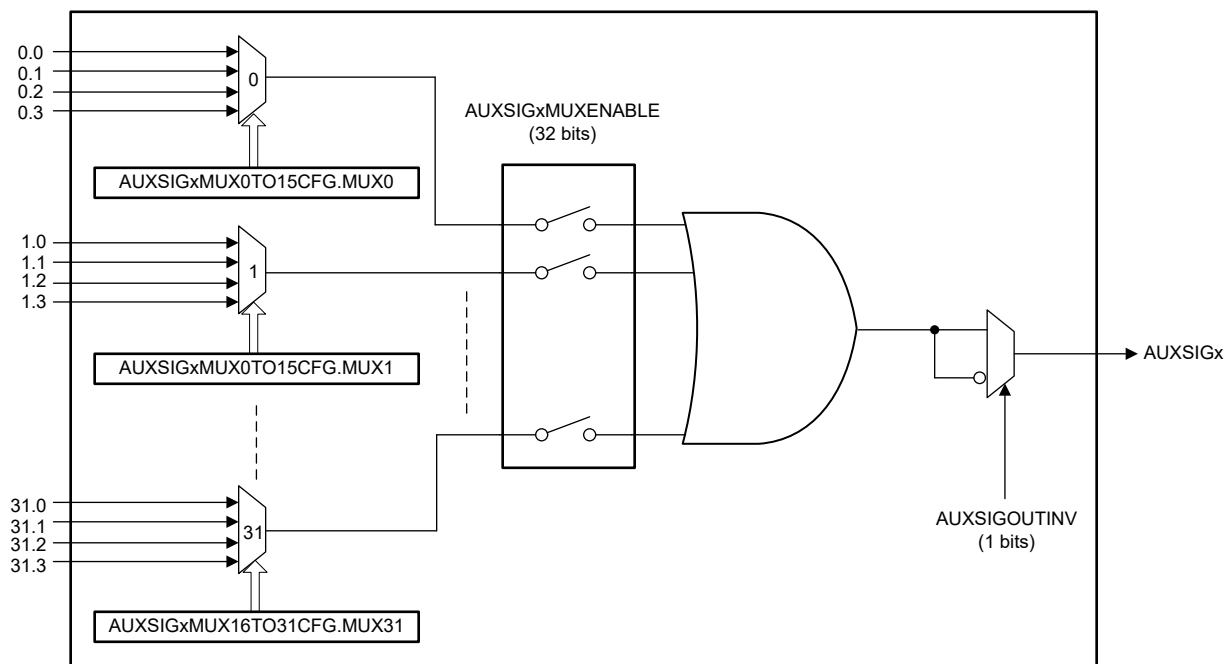 0.0
0.1
0.2
0.3
0
AUXSIGxMUX0TO15CFG.MUX0
1.0
1.1
1.2
1.3
1
AUXSIGxMUX0TO15CFG.MUX1
31.0
31.1
31.2
31.3
31
AUXSIGxMUX16TO31CFG.MUX31
AUXSIGxMUXENABLE
(32 bits)
AUXSIGx
AUXSIGOUTINV
(1 bits)